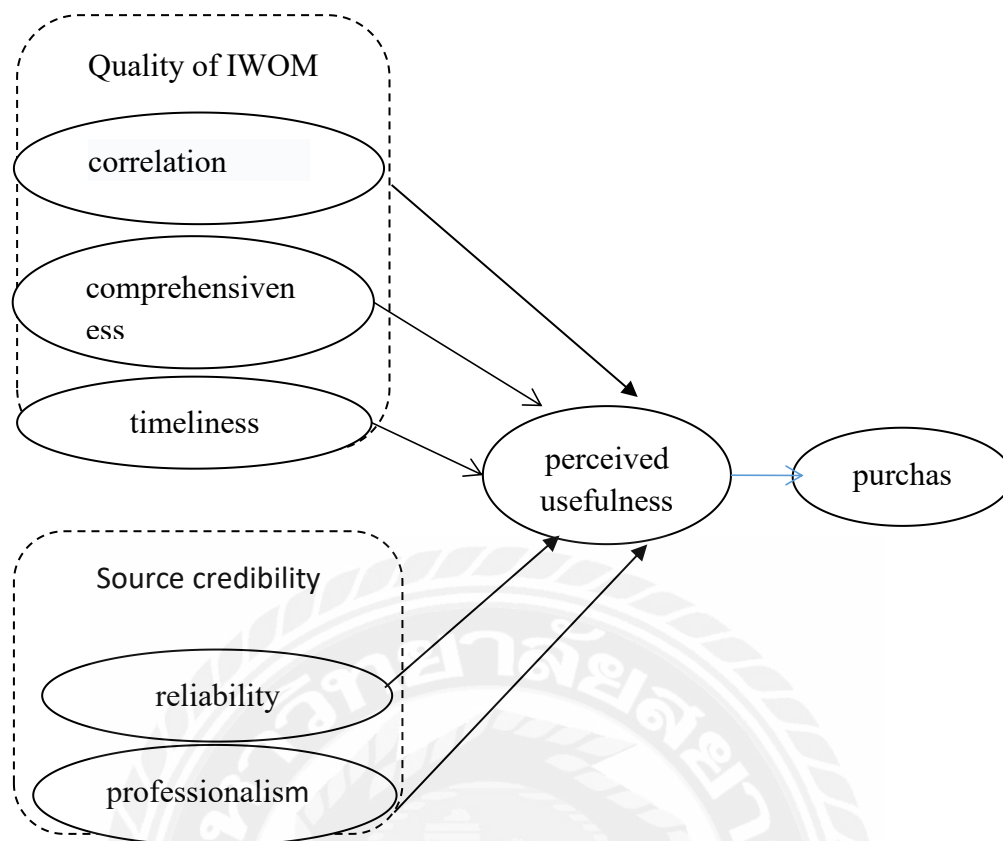 Quality of IWOM
correlation
comprehensiven
ess
timeliness
perceived
usefulness
purchas
Source credibility
reliability
professionalism